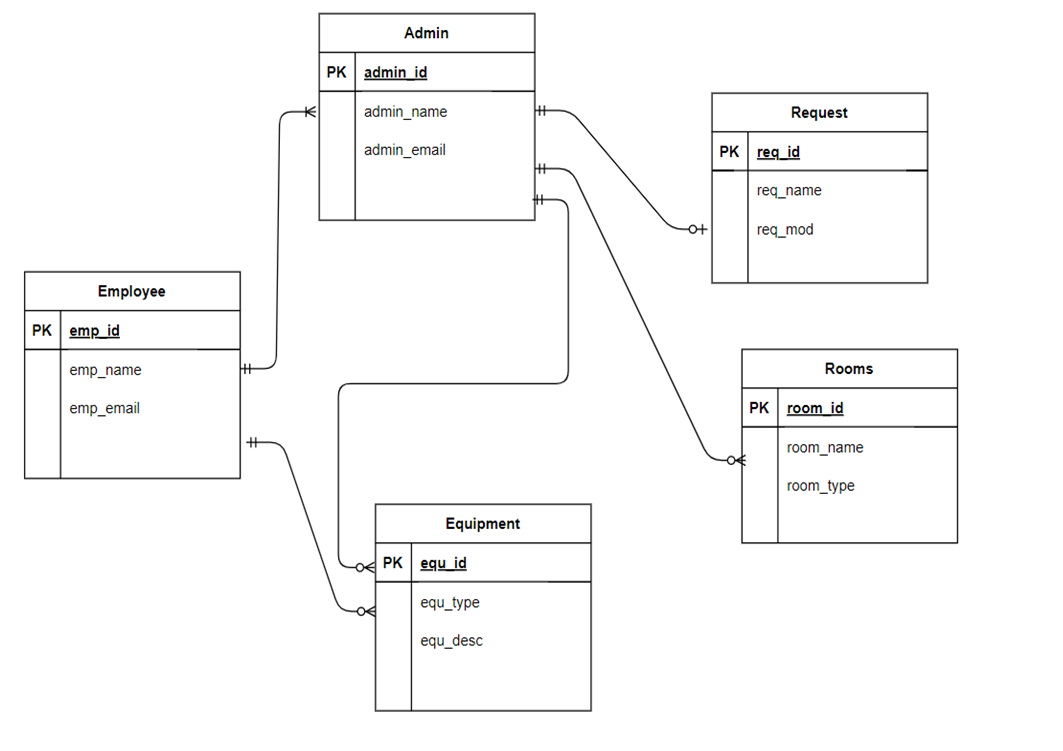 Admin
PK admin_id
admin_name
admin_email
Request
PK req_id
req_name
req_mod
Employee
PK emp_id
emp_name
emp_email
Rooms
PK room_id
room_name
room_type
Equipment
PK equ_id
equ_type
equ_desc